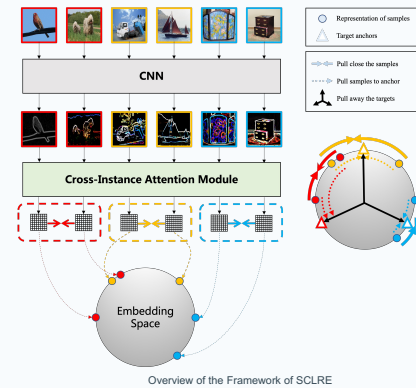 Representation of samples
Target anchors
CNN
Pull close the samples
Pull samples to anchor
Pull away the targets
Cross-Instance Attention Module
Embedding
Space
Overview of the Framework of SCLRE